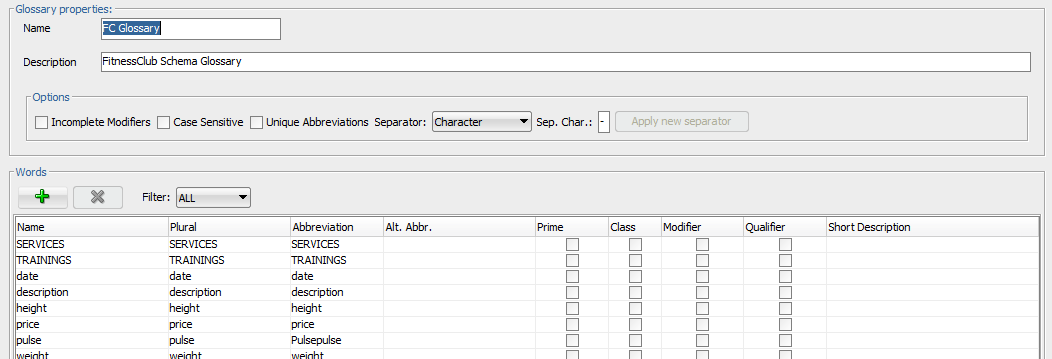 Glossary properties:
Name FC Glossary
Description FitnessClub Schema Glossary
Options
Incomplete Modifiers Case Sensitive Unique Abbreviations Separator: Character Sep. Char.: - Apply new separator
Words
Filter: ALL
Name Plural Abbreviation Alt. Abbr. Prime Class Modifier Qualifier Short Description
SERVICES SERVICES SERVICES
TRAININGS TRAININGS TRAININGS
date date date
description description description
height height height
price price price
pulse pulse Pulsepulse
weight weight weight